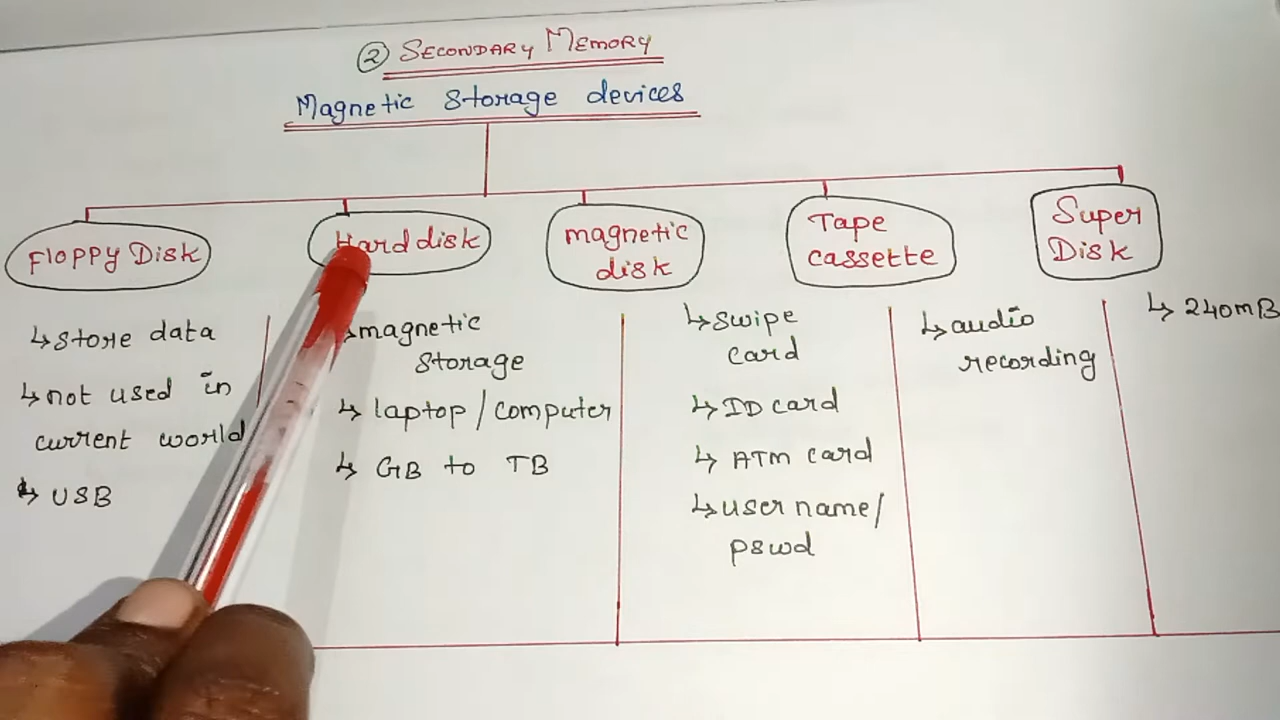 ② SECONDARY MEMORY
Magnetic storage devices
Floppy Disk
Hard disk
magnetic
disk
Tape
cassette
Super
Disk
↳ store data
↳ not used in
current world
↳ USB
↳ magnetic
storage
↳ laptop / computer
↳ GB to TB
↳ swipe
card
↳ ID card
↳ ATM card
↳ user name /
pswd
↳ audio
recording
↳ 240mB